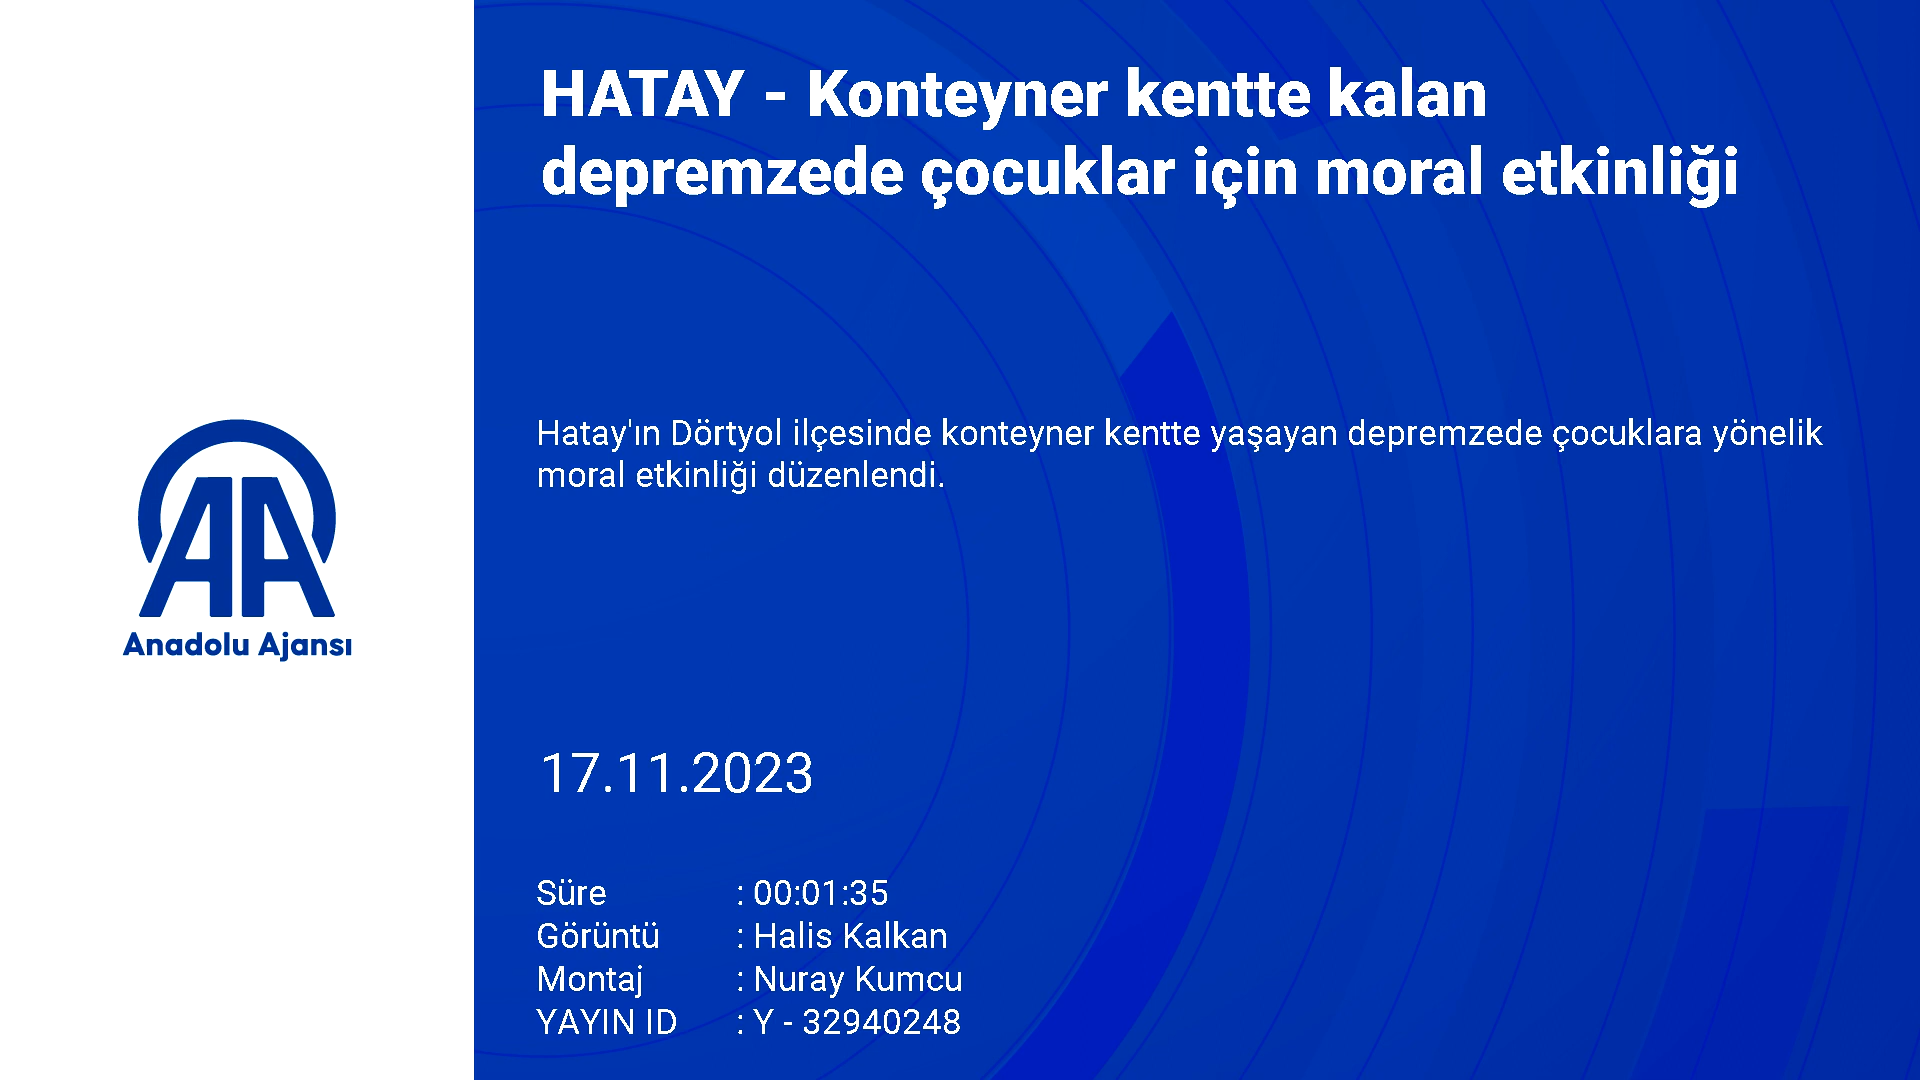 HATAY - Konteyner kentte kalan
depremzede çocuklar için moral etkinliği
Hatay'ın Dörtyol ilçesinde konteyner kentte yaşayan depremzede çocuklara yönelik
moral etkinliği düzenlendi.
AA
Anadolu Ajansı
17.11.2023
Süre : 00:01:35
Görüntü : Halis Kalkan
Montaj : Nuray Kumcu
YAYIN ID : Y - 32940248